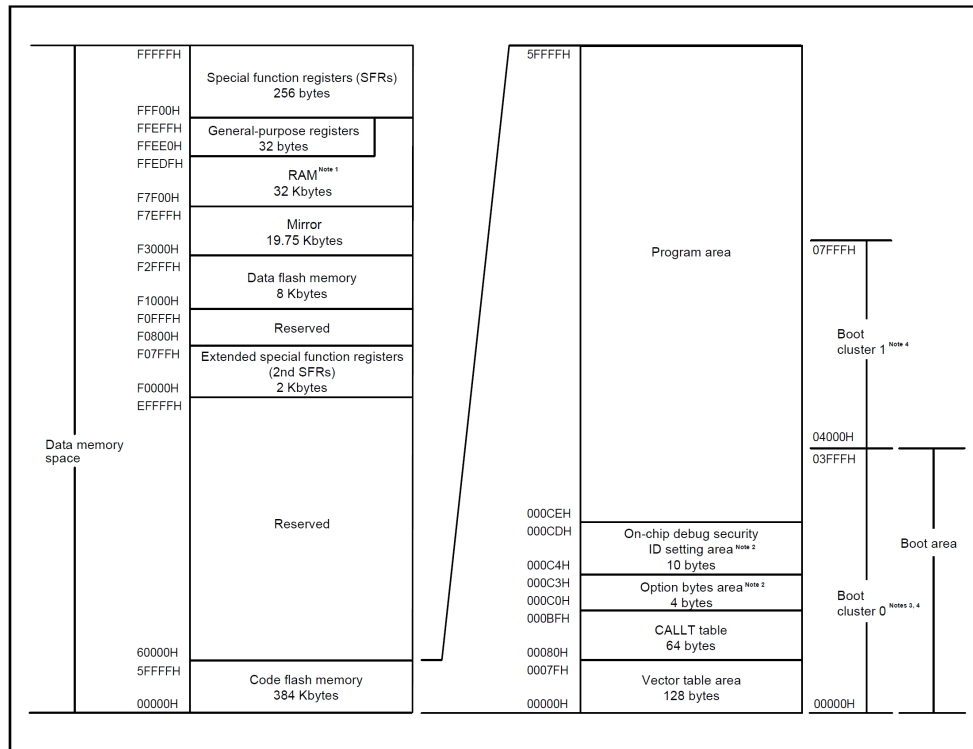 FFFFFH
Special function registers (SFRs)
256 bytes
FFF00H
FFEFFH
General-purpose registers
32 bytes
FFEE0H
FFEDFH
RAM Note 1
32 Kbytes
F7F00H
F7EFFH
Mirror
19.75 Kbytes
F3000H
F2FFFH
Data flash memory
8 Kbytes
F1000H
F0FFFH
Reserved
F0800H
F07FFH
Extended special function registers
(2nd SFRs)
2 Kbytes
F0000H
EFFFFH
Data memory
space
Reserved
60000H
5FFFFH
Code flash memory
384 Kbytes
00000H
5FFFFH
Program area
000CEH
000CDH
On-chip debug security
ID setting area Note 2
10 bytes
000C4H
000C3H
Option bytes area Note 2
4 bytes
000C0H
000BFH
CALLT table
64 bytes
00080H
0007FH
Vector table area
128 bytes
00000H
07FFFH
Boot
cluster 1 Note 4
04000H
03FFFH
Boot area
Boot
cluster 0 Notes 3, 4
00000H